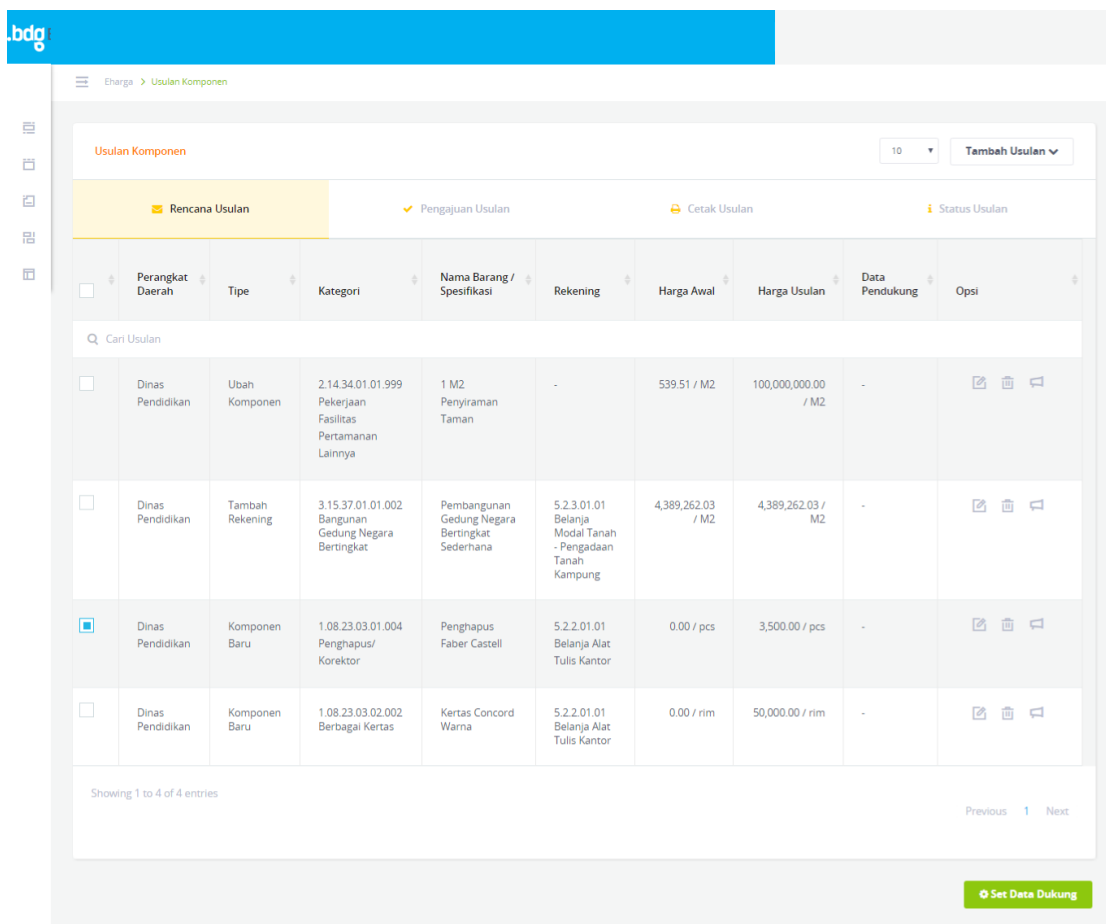 .bdg
Eharga > Usulan Komponen
Usulan Komponen
10
Tambah Usulan
Rencana Usulan
Pengajuan Usulan
Cetak Usulan
Status Usulan
Perangkat Daerah
Tipe
Kategori
Nama Barang / Spesifikasi
Rekening
Harga Awal
Harga Usulan
Data Pendukung
Opsi
Cari Usulan
Dinas Pendidikan
Ubah Komponen
2.14.34.01.01.999
Pekerjaan
Fasilitas
Pertamanan
Lainnya
1 M2
Penyiraman
Taman
-
539.51 / M2
100,000,000.00
/ M2
-
Dinas
Pendidikan
Tambah
Rekening
3.15.37.01.01.002
Bangunan
Gedung Negara
Bertingkat
Pembangunan
Gedung Negara
Bertingkat
Sederhana
5.2.3.01.01
Belanja
Modal Tanah
- Pengadaan
Tanah
Kampung
4,389,262.03
/ M2
4,389,262.03 /
M2
-
Dinas
Pendidikan
Komponen
Baru
1.08.23.03.01.004
Penghapus/
Korektor
Penghapus
Faber Castell
5.2.2.01.01
Belanja Alat
Tulis Kantor
0.00 / pcs
3,500.00 / pcs
-
Dinas
Pendidikan
Komponen
Baru
1.08.23.03.02.002
Berbagai Kertas
Kertas Concord
Warna
5.2.2.01.01
Belanja Alat
Tulis Kantor
0.00 / rim
50,000.00 / rim
-
Showing 1 to 4 of 4 entries
Previous 1 Next
Set Data Dukung